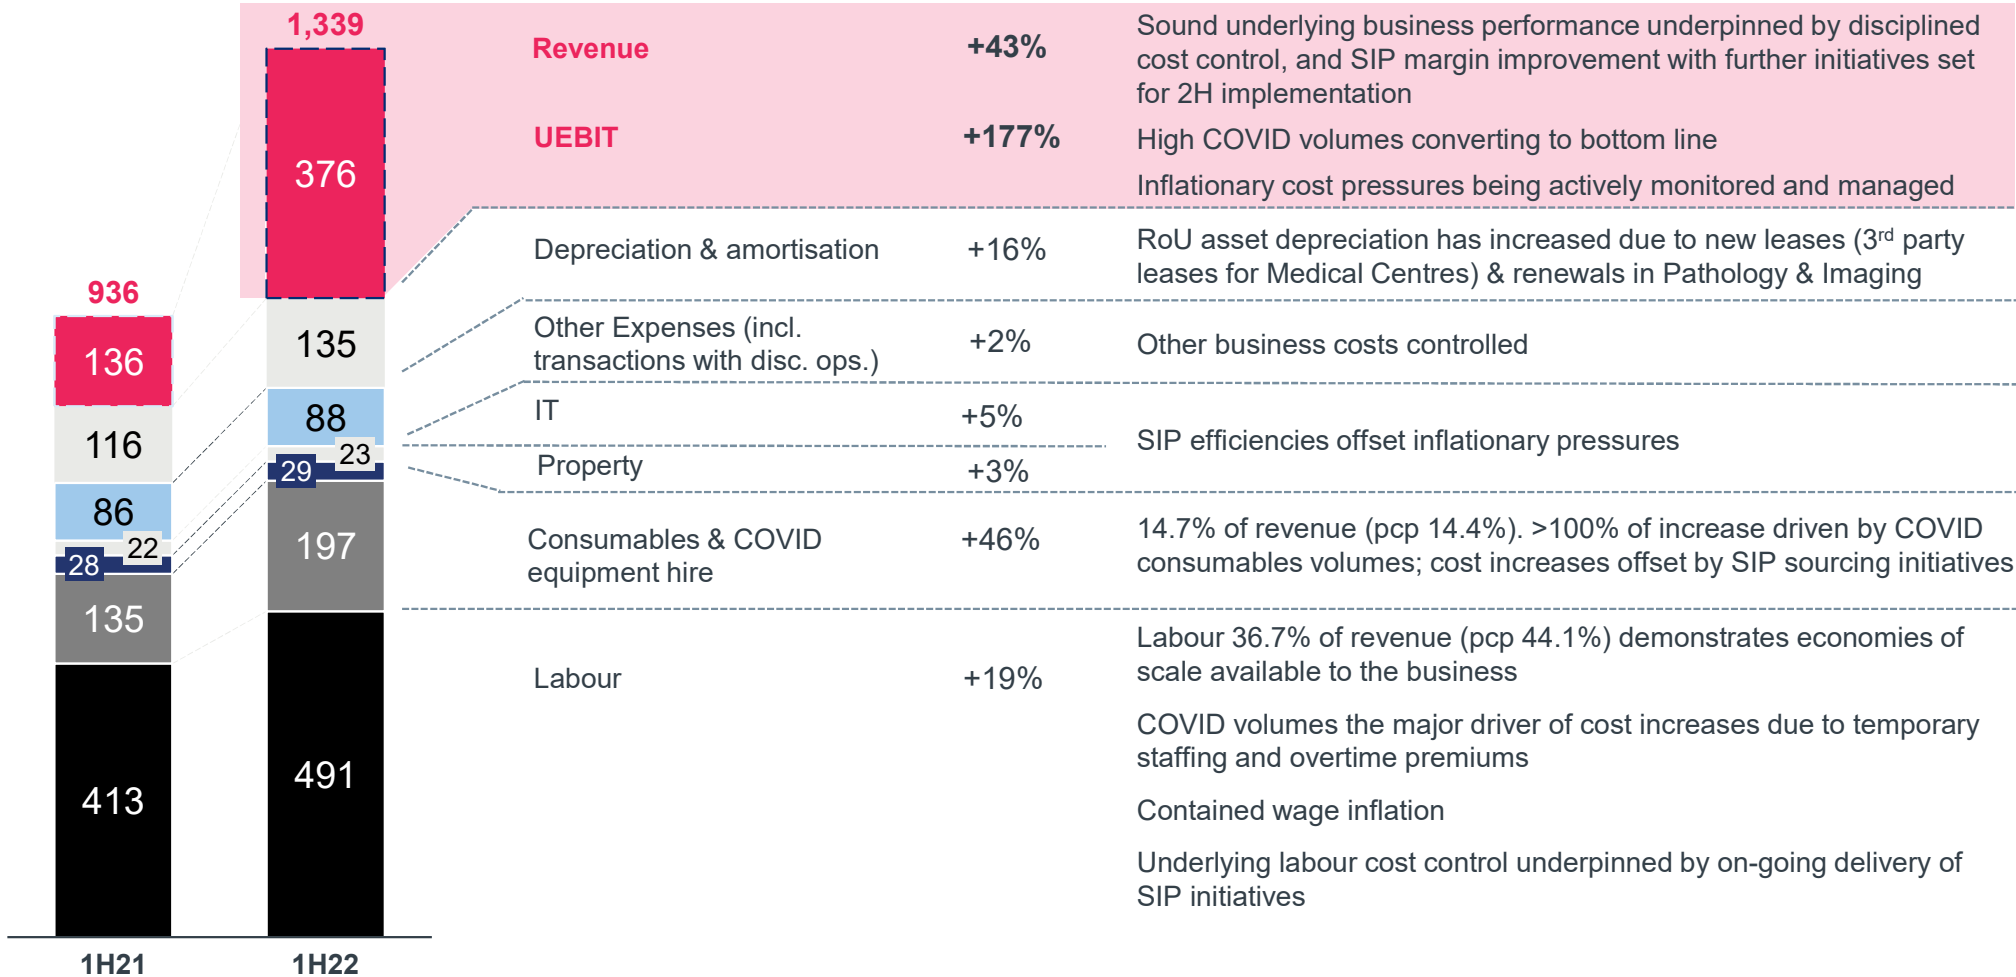 1,339
376
135
88
23
29
197
491
1H22
936
136
116
86
22
28
135
413
1H21
Revenue
+43%
Sound underlying business performance underpinned by disciplined
cost control, and SIP margin improvement with further initiatives set
for 2H implementation
UEBIT
+177%
High COVID volumes converting to bottom line
Inflationary cost pressures being actively monitored and managed
Depreciation & amortisation
+16%
RoU asset depreciation has increased due to new leases (3rd party
leases for Medical Centres) & renewals in Pathology & Imaging
Other Expenses (incl.
transactions with disc. ops.)
+2%
Other business costs controlled
IT
+5%
SIP efficiencies offset inflationary pressures
Property
+3%
Consumables & COVID
equipment hire
+46%
14.7% of revenue (pcp 14.4%). >100% of increase driven by COVID
consumables volumes; cost increases offset by SIP sourcing initiatives
Labour
+19%
Labour 36.7% of revenue (pcp 44.1%) demonstrates economies of
scale available to the business
COVID volumes the major driver of cost increases due to temporary
staffing and overtime premiums
Contained wage inflation
Underlying labour cost control underpinned by on-going delivery of
SIP initiatives